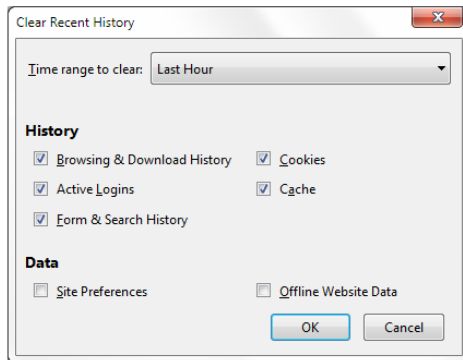 Clear Recent History
Time range to clear: Last Hour
History
Browsing & Download History Cookies
Active Logins Cache
Form & Search History
Data
Site Preferences Offline Website Data
OK Cancel